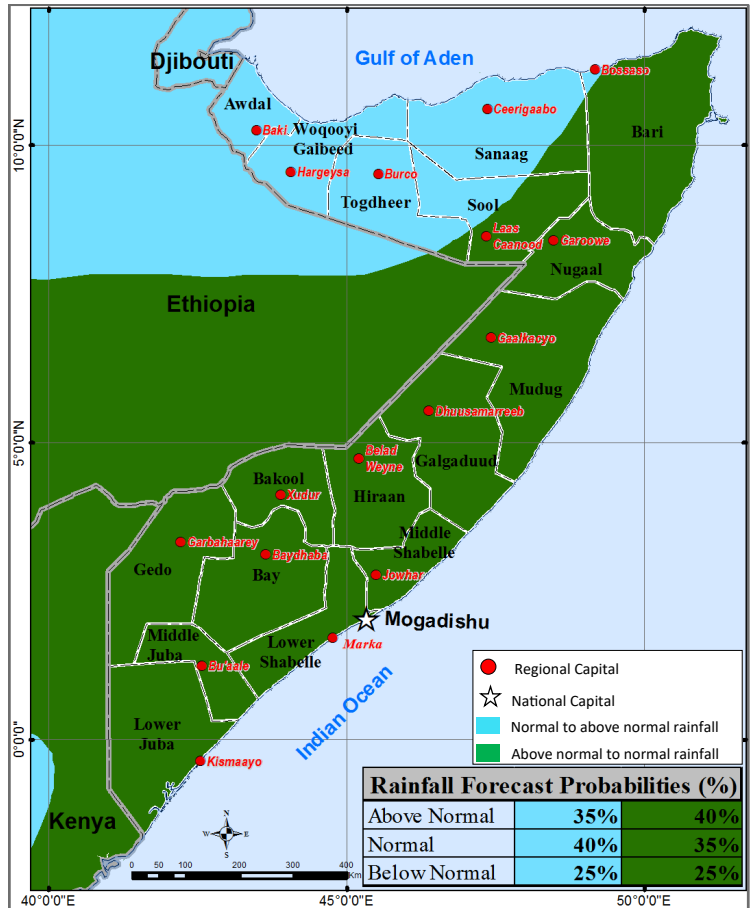 Gulf of Aden
Djibouti
Bossaso
Awdal
Ceerigaabo
Baki
Woqooyi
Galbeed
Bari
10°0'0"N
Sanaag
Hargeysa
Burco
Togdheer
Sool
Laas
Caanood
Garoowe
Nugaal
Ethiopia
Gaalkacyo
Mudug
Dhuusamarreeb
5°0'0"N
Belad
Weyne
Galgaduud
Bakool
Xudur
Hiraan
Middle
Shabelle
Garbahaarey
Baydhaba
Gedo
Bay
Jowhar
Mogadishu
Middle
Juba
Lower
Shabelle
Marka
Bu'aale
Indian Ocean
Lower
Juba
0°0'0"
Kismaayo
Kenya
N
W E
S
0 50 100 200 300 400
Km
Regional Capital
National Capital
Normal to above normal rainfall
Above normal to normal rainfall
Rainfall Forecast Probabilities (%)
Above Normal 35% 40%
Normal 40% 35%
Below Normal 25% 25%
40°0'0"E 45°0'0"E 50°0'0"E